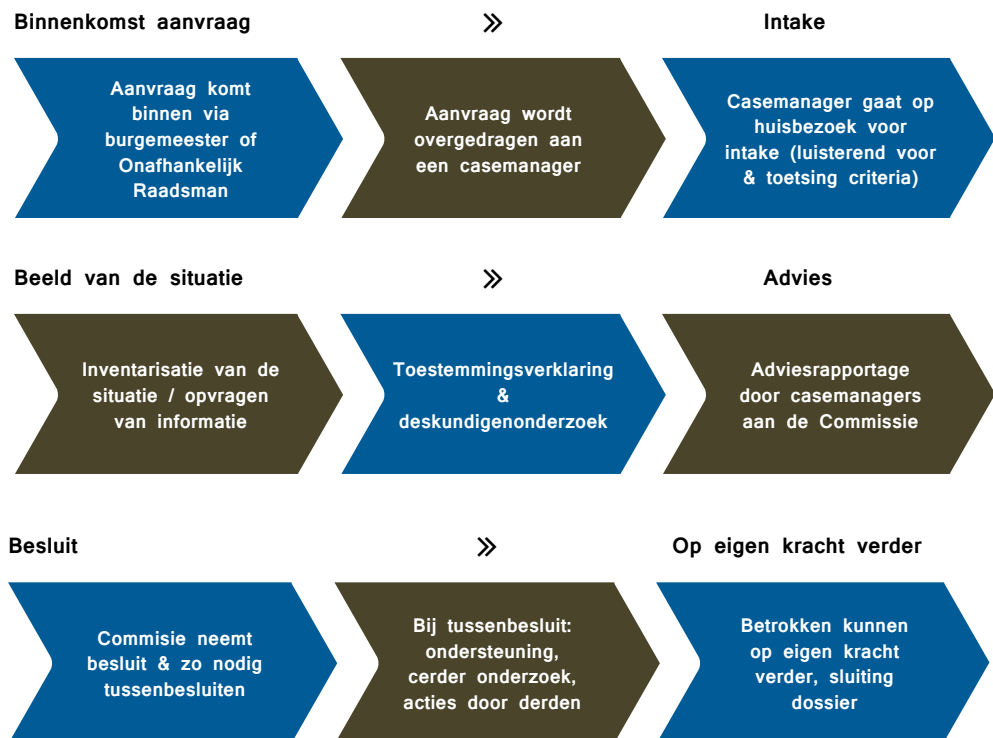 Binnenkomst aanvraag » Intake
Aanvraag komt
binnen via
burgemeester of
Onafhankelijk
Raadsman
Aanvraag wordt
overgedragen aan
een casemanager
Casemanager gaat op
huisbezoek voor
intake (luisterend voor
& toetsing criteria)
Beeld van de situatie » Advies
Inventarisatie van de
situatie / opvragen
van informatie
Toestemmingsverklaring
&
deskundigenonderzoek
Adviesrapportage
door casemanagers
aan de Commissie
Besluit » Op eigen kracht verder
Commisie neemt
besluit & zo nodig
tussenbesluiten
Bij tussenbesluit:
ondersteuning,
cerder onderzoek,
acties door derden
Betrokken kunnen
op eigen kracht
verder, sluiting
dossier